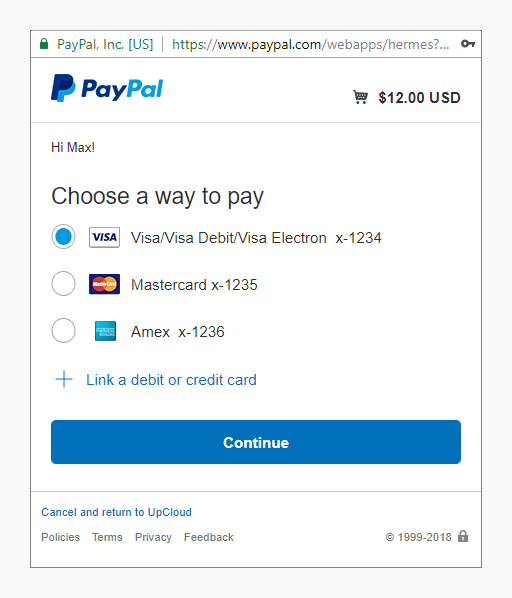 PayPal, Inc. [US] | https://www.paypal.com/webapps/hermes?...
PayPal
$12.00 USD
Hi Max!
Choose a way to pay
VISA Visa/Visa Debit/Visa Electron x-1234
MasterCard Mastercard x-1235
Amex x-1236
Link a debit or credit card
Continue
Cancel and return to UpCloud
Policies Terms Privacy Feedback © 1999-2018